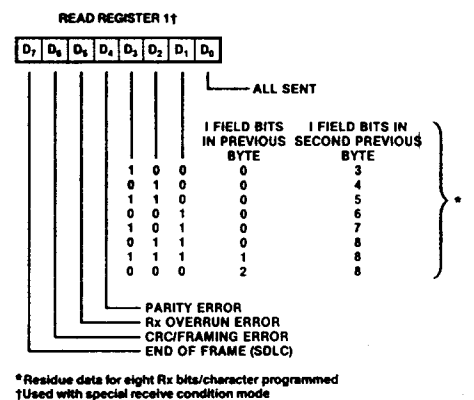 READ REGISTER 1†
D7 D6 D5 D4 D3 D2 D1 D0
ALL SENT
I FIELD BITS IN PREVIOUS BYTE I FIELD BITS IN SECOND PREVIOUS BYTE
1 0 0 0 3
0 1 0 0 4
1 1 0 0 5
0 0 1 0 6
1 0 1 0 7
0 1 1 0 8
1 1 1 1 8
0 0 0 2 8
*
PARITY ERROR
Rx OVERRUN ERROR
CRC/FRAMING ERROR
END OF FRAME (SDLC)
*Residue data for eight Rx bits/character programmed
†Used with special receive condition mode